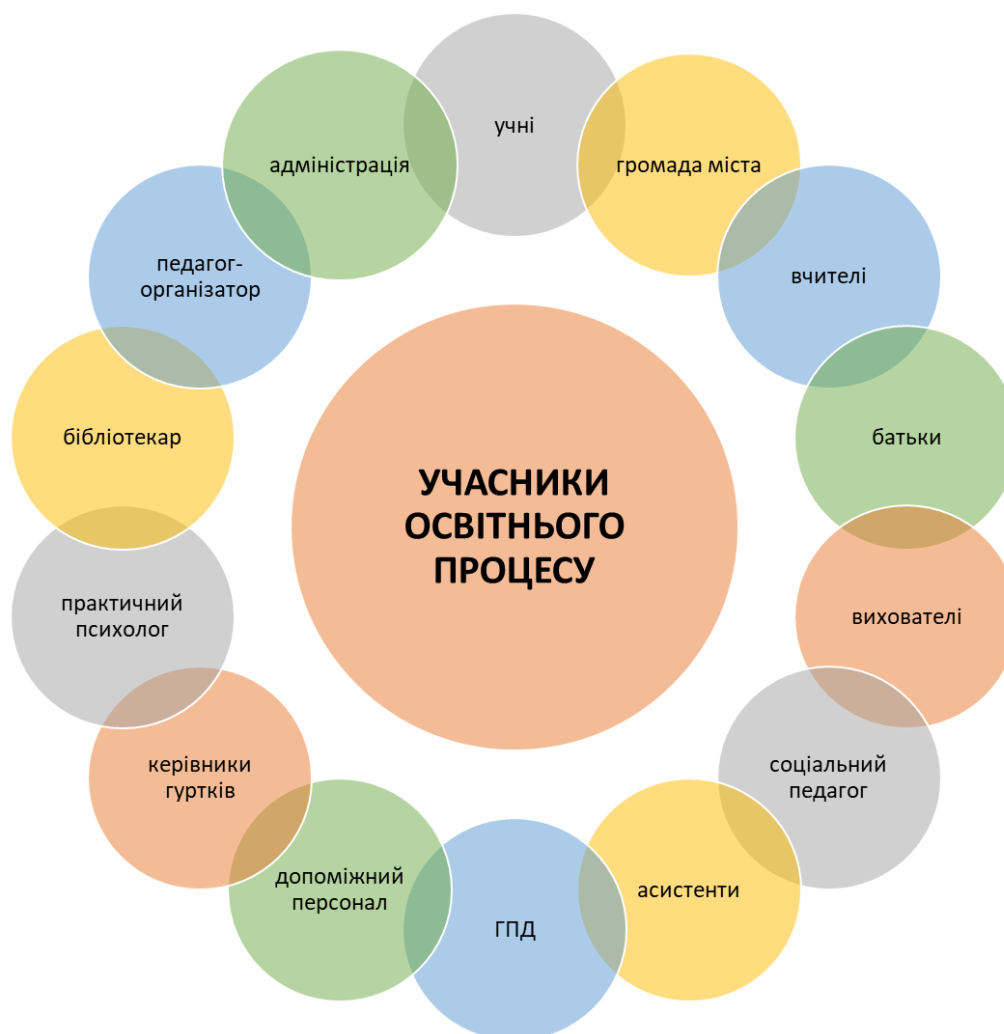 учні
громада міста
вчителі
батьки
вихователі
соціальний
педагог
асистенти
ГПД
допоміжний
персонал
керівники
гуртків
практичний
психолог
бібліотекар
педагог-
організатор
адміністрація
УЧАСНИКИ
ОСВІТНЬОГО
ПРОЦЕСУ